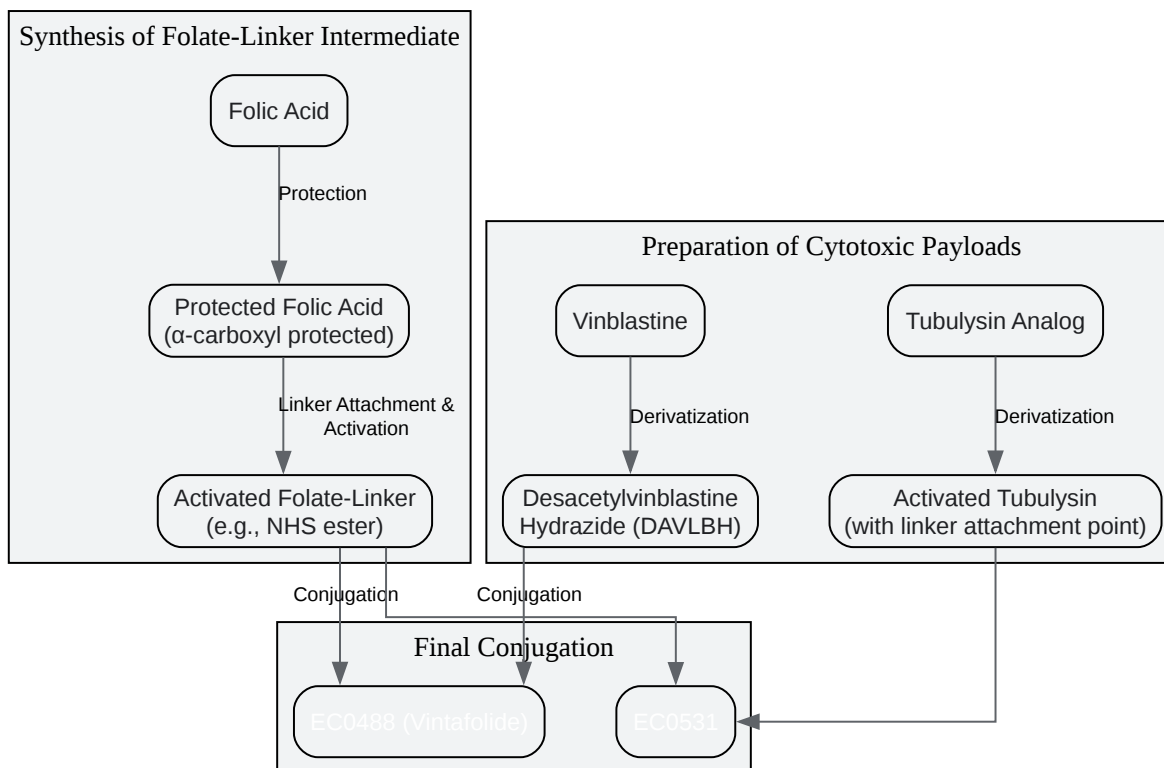 Synthesis of Folate-Linker Intermediate
Folic Acid
Protection
Protected Folic Acid
(α-carboxyl protected)
Linker Attachment &
Activation
Activated Folate-Linker
(e.g., NHS ester)
Preparation of Cytotoxic Payloads
Vinblastine
Tubulysin Analog
Derivatization
Derivatization
Desacetylvinblastine
Hydrazide (DAVLBH)
Activated Tubulysin
(with linker attachment point)
Conjugation
Conjugation
Final Conjugation
EC0488 (Vintafolide)
EC0531